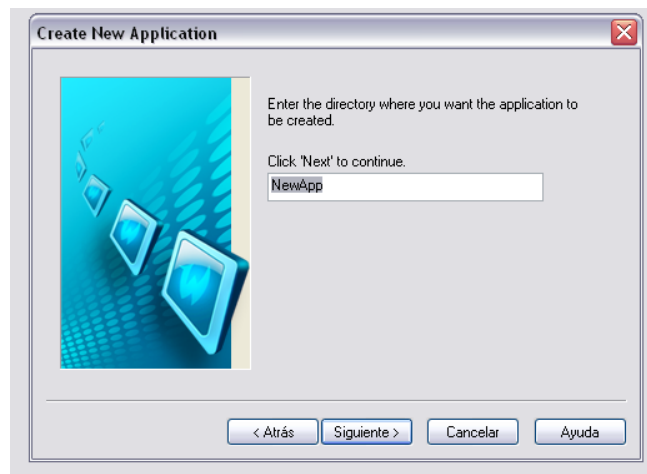 Create New Application
Enter the directory where you want the application to
be created.
Click 'Next' to continue.
NewApp
< Atrás
Siguiente >
Cancelar
Ayuda